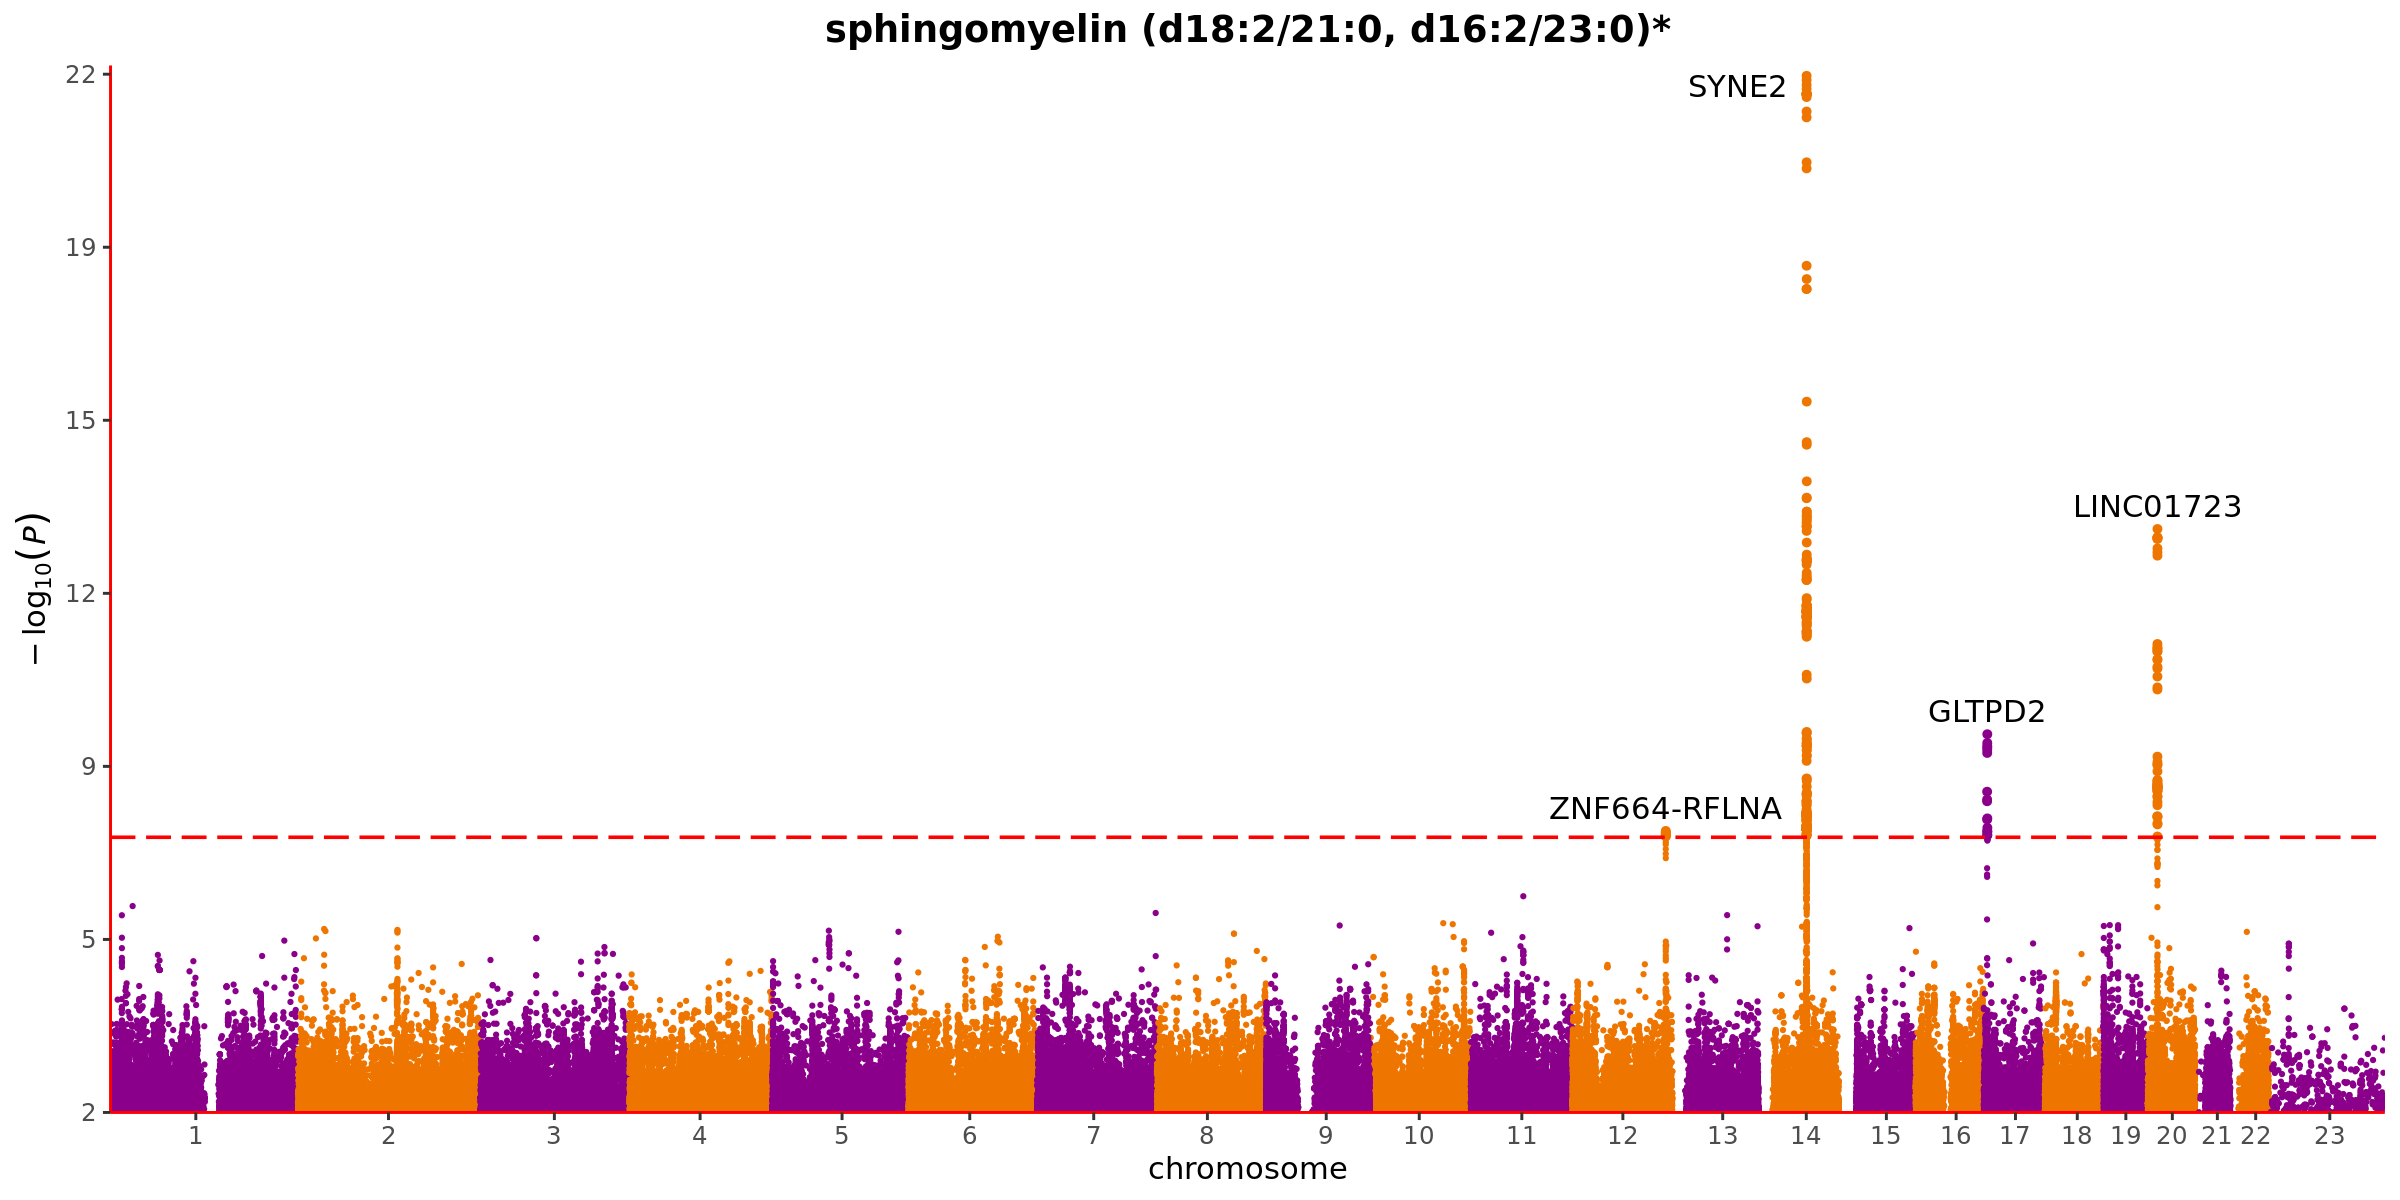 sphingomyelin (d18:2/21:0, d16:2/23:0)*
22
19
15
12
9
5
2
− log10(P)
SYNE2
LINC01723
GLTPD2
ZNF664-RFLNA
1 2 3 4 5 6 7 8 9 10 11 12 13 14 15 16 17 18 19 20 21 22 23
chromosome